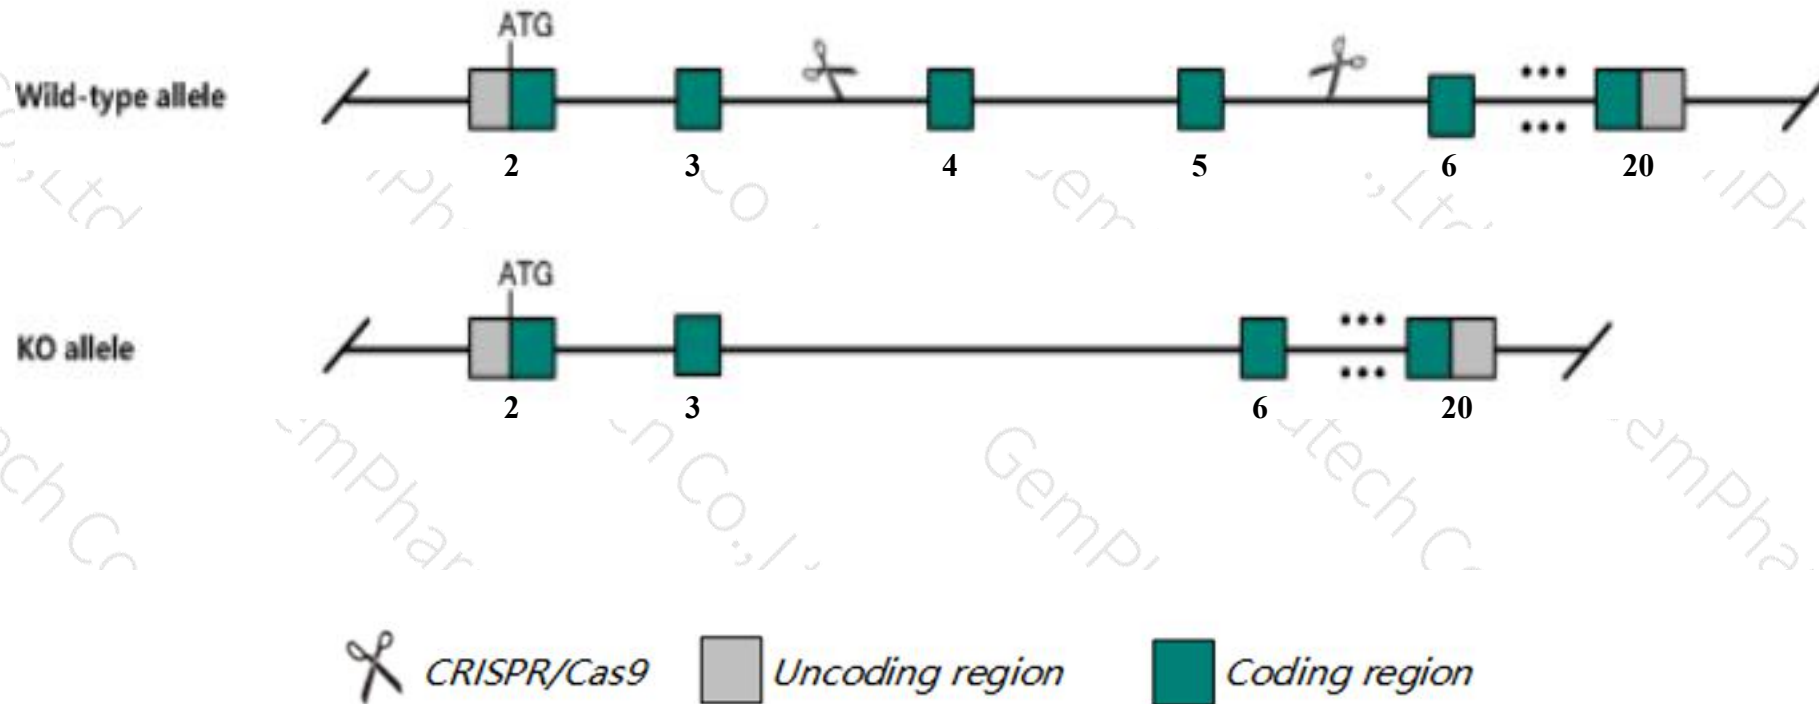 ATG
Wild-type allele
2 3 4 5 6 20
ATG
KO allele
2 3 6 20
CRISPR/Cas9 Uncoding region Coding region